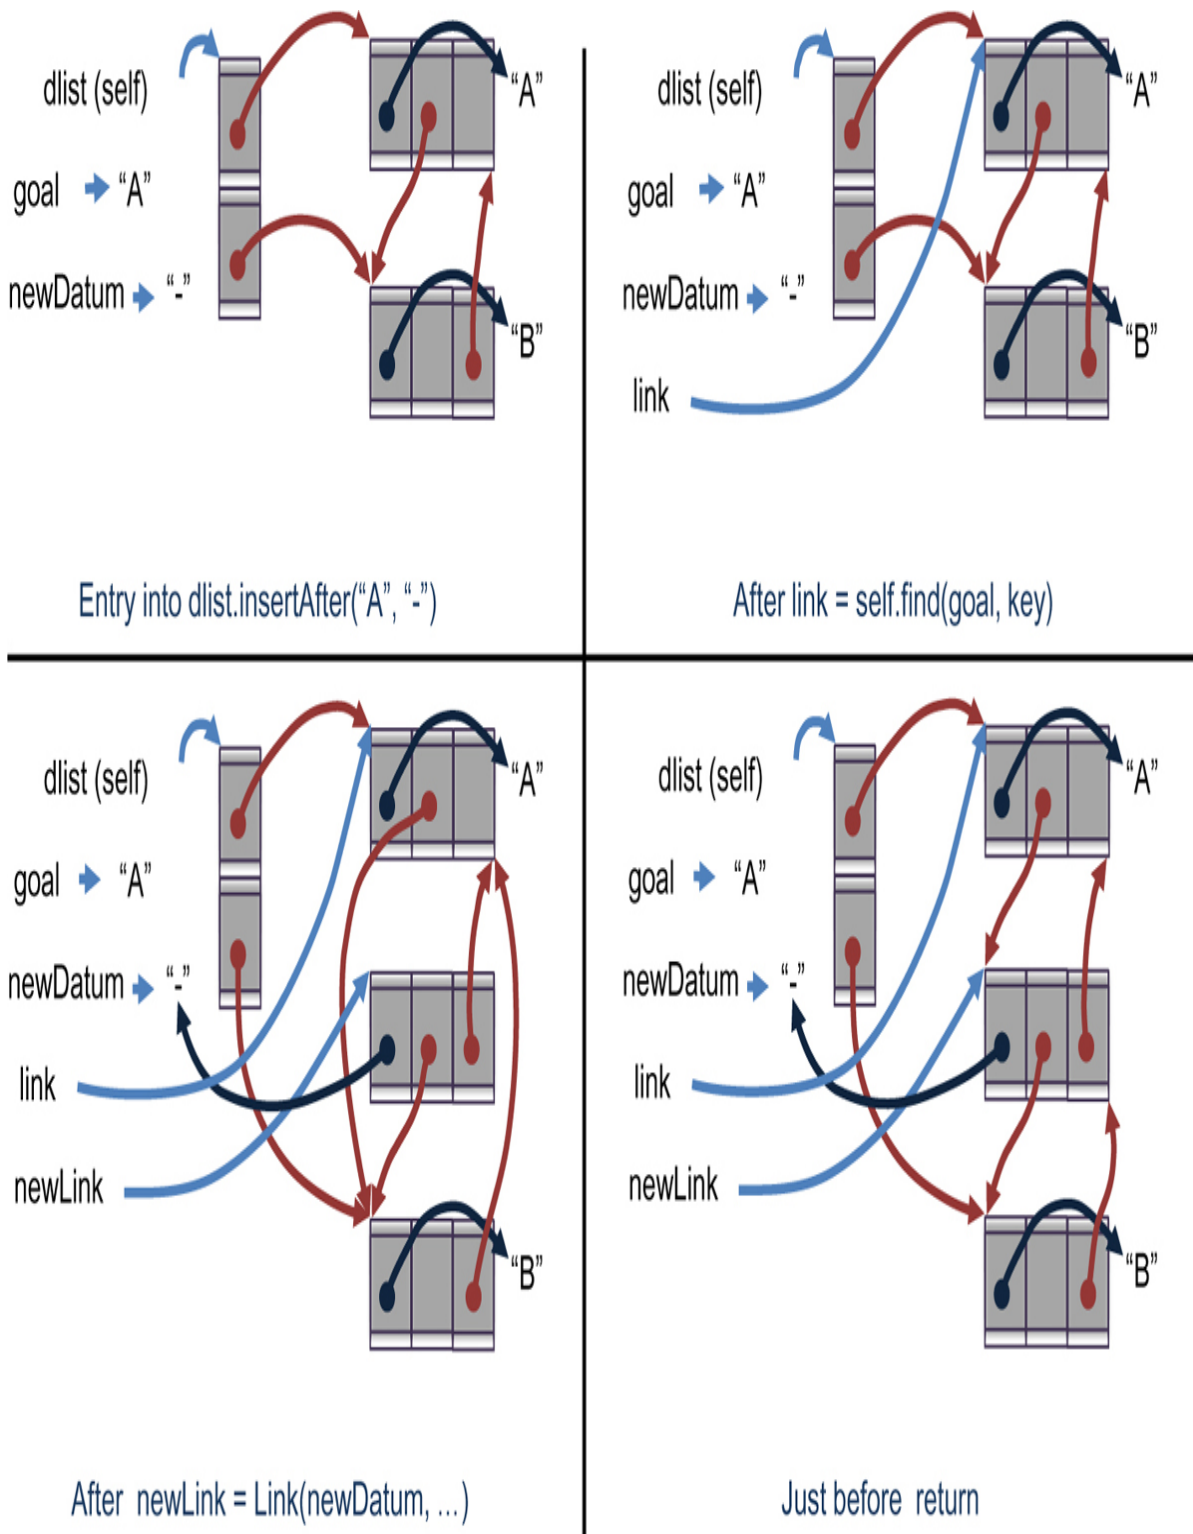 dlist (self)
“A”
goal “A”
newDatum “-”
“B”
Entry into dlist.insertAfter(“A”, “-”)
dlist (self)
“A”
goal “A”
newDatum “-”
“B”
link
After link = self.find(goal, key)
dlist (self)
“A”
goal “A”
newDatum “-”
link
newLink
“B”
After newLink = Link(newDatum, ...)
dlist (self)
“A”
goal “A”
newDatum “-”
link
newLink
“B”
Just before return